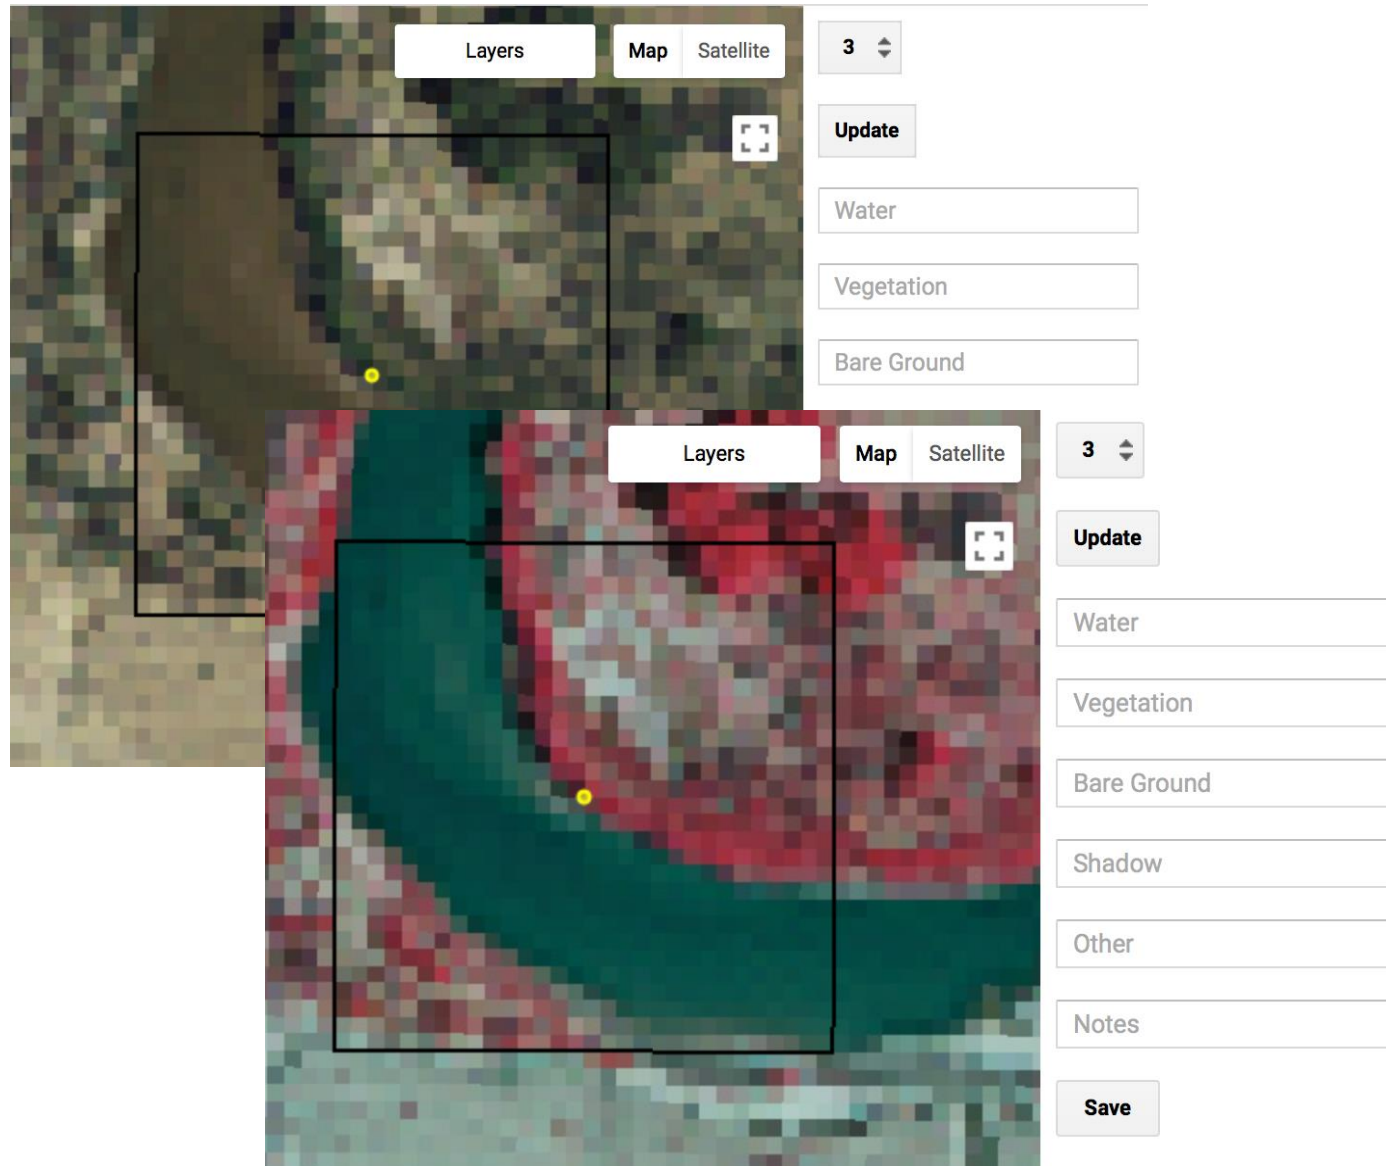 Layers
Map
Satellite
3
Update
Water
Vegetation
Bare Ground
Layers
Map
Satellite
3
Update
Water
Vegetation
Bare Ground
Shadow
Other
Notes
Save